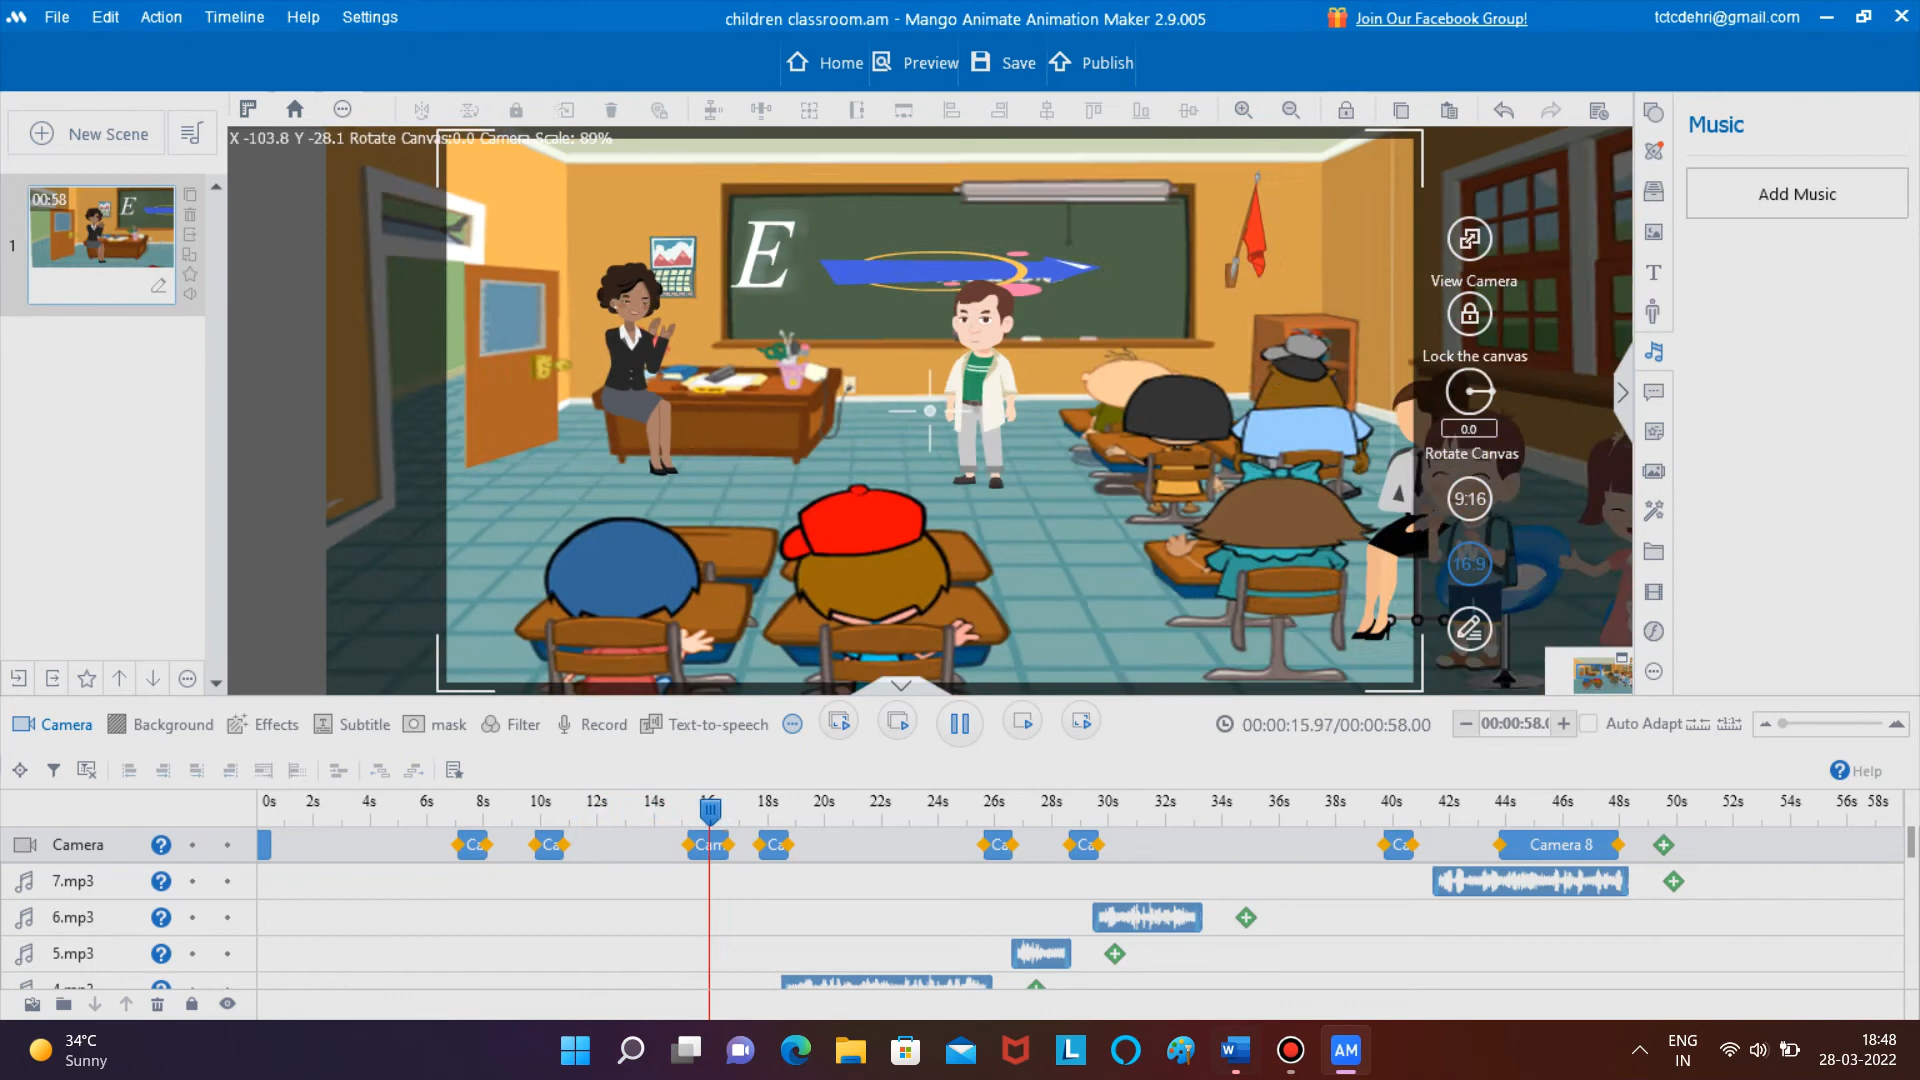 File Edit Action Timeline Help Settings
children classroom.am - Mango Animate Animation Maker 2.9.005
Join Our Facebook Group!
tctcdehri@gmail.com
Home Preview Save Publish
New Scene
X -103.8 Y -28.1 Rotate Canvas:0.0 Camera Scale: 89%
Music
Add Music
1
00:58
E
E
View Camera
Lock the canvas
0.0
Rotate Canvas
9:16
16:9
Camera Background Effects Subtitle mask Filter Record Text-to-speech
00:00:15.97/00:00:58.00
00:00:58.0
Auto Adapt
Help
0s 2s 4s 6s 8s 10s 12s 14s 16s 18s 20s 22s 24s 26s 28s 30s 32s 34s 36s 38s 40s 42s 44s 46s 48s 50s 52s 54s 56s 58s
Camera Ca Ca Cam Ca Ca Ca Ca Camera 8
7.mp3
6.mp3
5.mp3
4.mp3
34°C
Sunny
W
L
AM
ENG
IN
18:48
28-03-2022